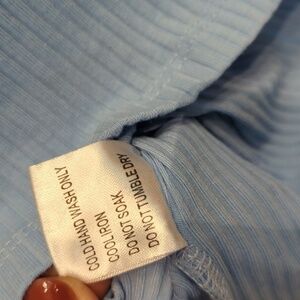 COLD HAND WASH ONLY
COOL IRON
DO NOT SOAK
DO NOT TUMBLE DRY